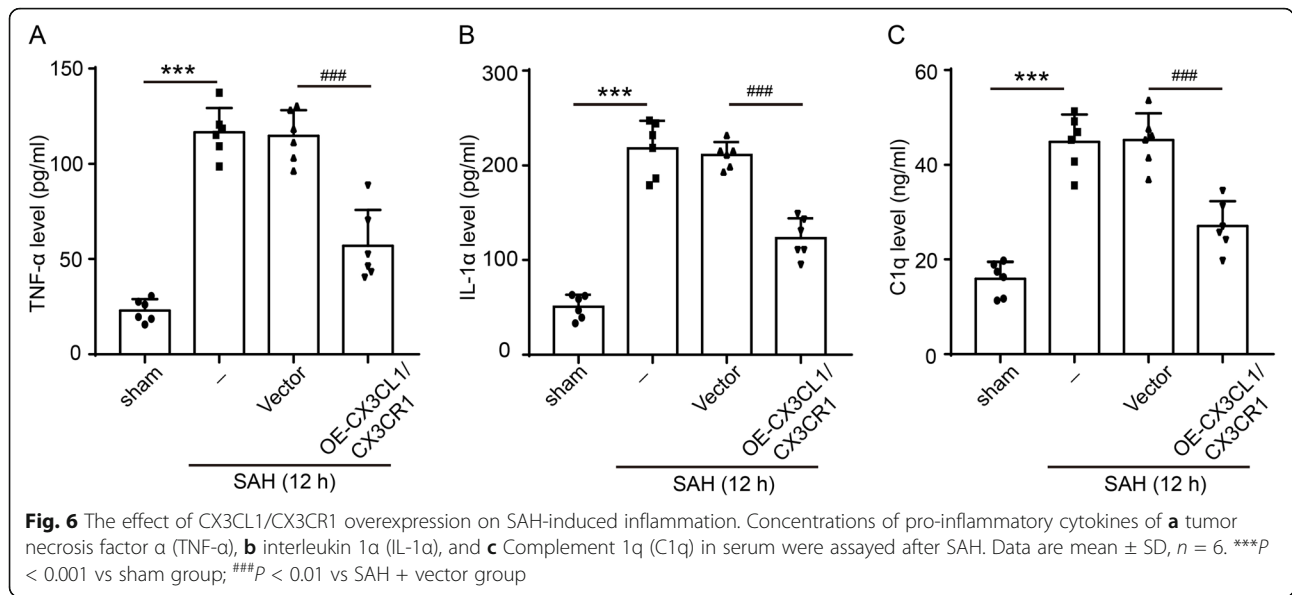 A
B
C
TNF-α level (pg/ml)
150
100
50
0
***
###
sham
–
Vector
OE-CX3CL1/
CX3CR1
SAH (12 h)
IL-1α level (pg/ml)
300
200
100
0
***
###
sham
–
Vector
OE-CX3CL1/
CX3CR1
SAH (12 h)
C1q level (ng/ml)
60
40
20
0
***
###
sham
–
Vector
OE-CX3CL1/
CX3CR1
SAH (12 h)
Fig. 6 The effect of CX3CL1/CX3CR1 overexpression on SAH-induced inflammation. Concentrations of pro-inflammatory cytokines of a tumor
necrosis factor α (TNF-α), b interleukin 1α (IL-1α), and c Complement 1q (C1q) in serum were assayed after SAH. Data are mean ± SD, n = 6. ***P
< 0.001 vs sham group; ###P < 0.01 vs SAH + vector group